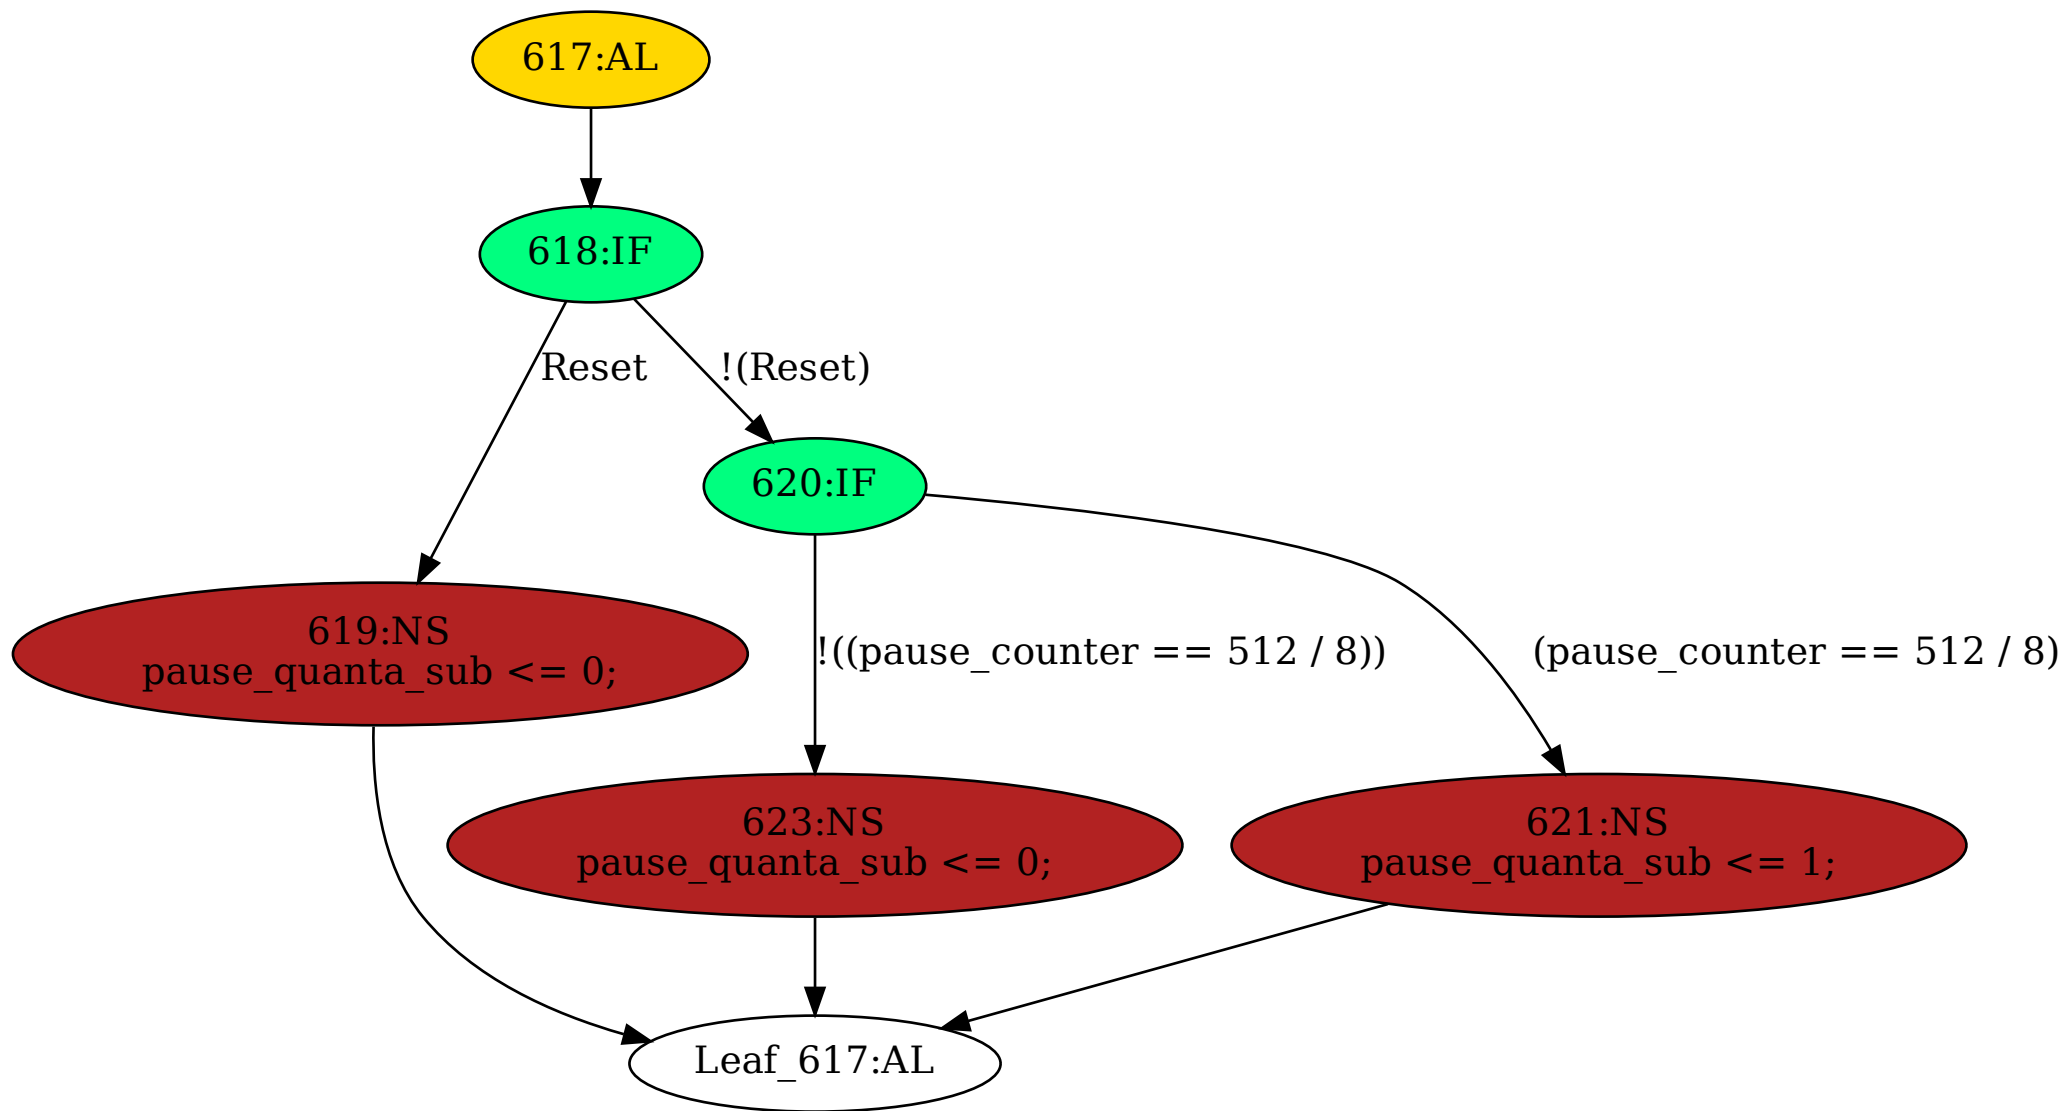 617:AL
618:IF
Reset
!(Reset)
620:IF
619:NS
pause_quanta_sub <= 0;
!((pause_counter == 512 / 8))
(pause_counter == 512 / 8)
623:NS
pause_quanta_sub <= 0;
621:NS
pause_quanta_sub <= 1;
Leaf_617:AL